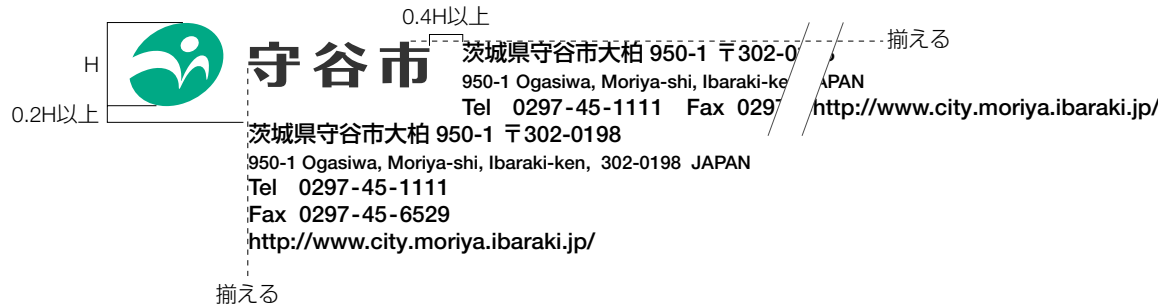 0.4H以上
揃える
H
守谷市
茨城県守谷市大柏 950-1 〒302-0
950-1 Ogasiwa, Moriya-shi, Ibaraki-ke APAN
Tel 0297-45-1111 Fax 0297 http://www.city.moriya.ibaraki.jp/
0.2H以上
茨城県守谷市大柏 950-1 〒302-0198
950-1 Ogasiwa, Moriya-shi, Ibaraki-ken, 302-0198 JAPAN
Tel 0297-45-1111
Fax 0297-45-6529
http://www.city.moriya.ibaraki.jp/
揃える